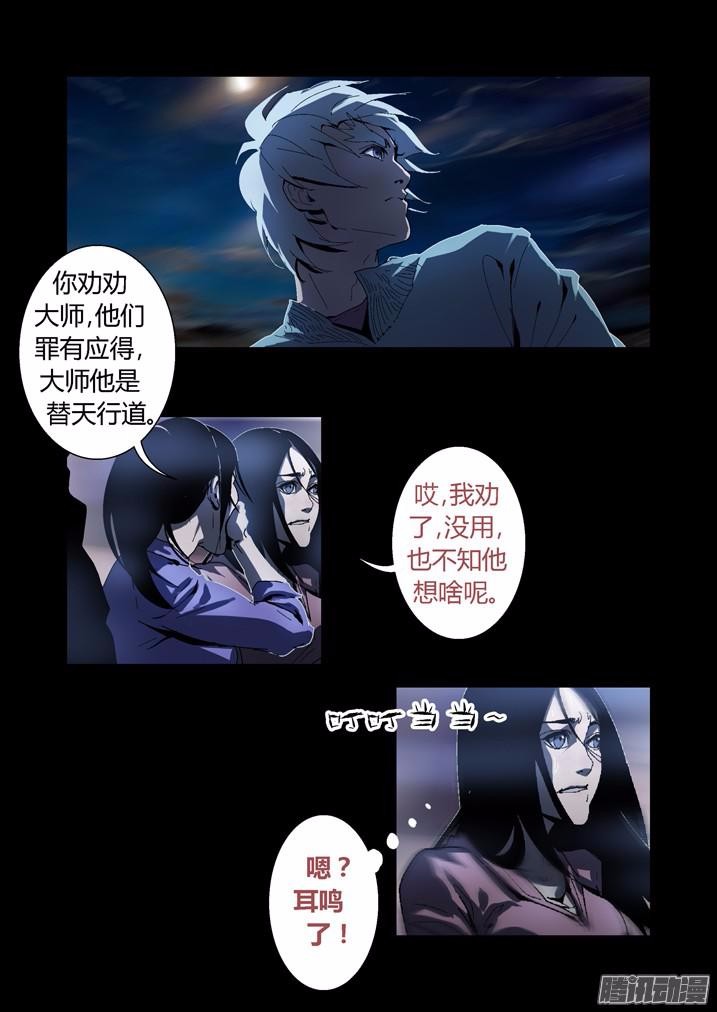 你劝劝
大师，他们
罪有应得，
大师他是
替天行道。
哎，我劝
了，没用，
也不知他
想啥呢。
叮叮当当~
嗯？
耳鸣
了！
腾讯动漫